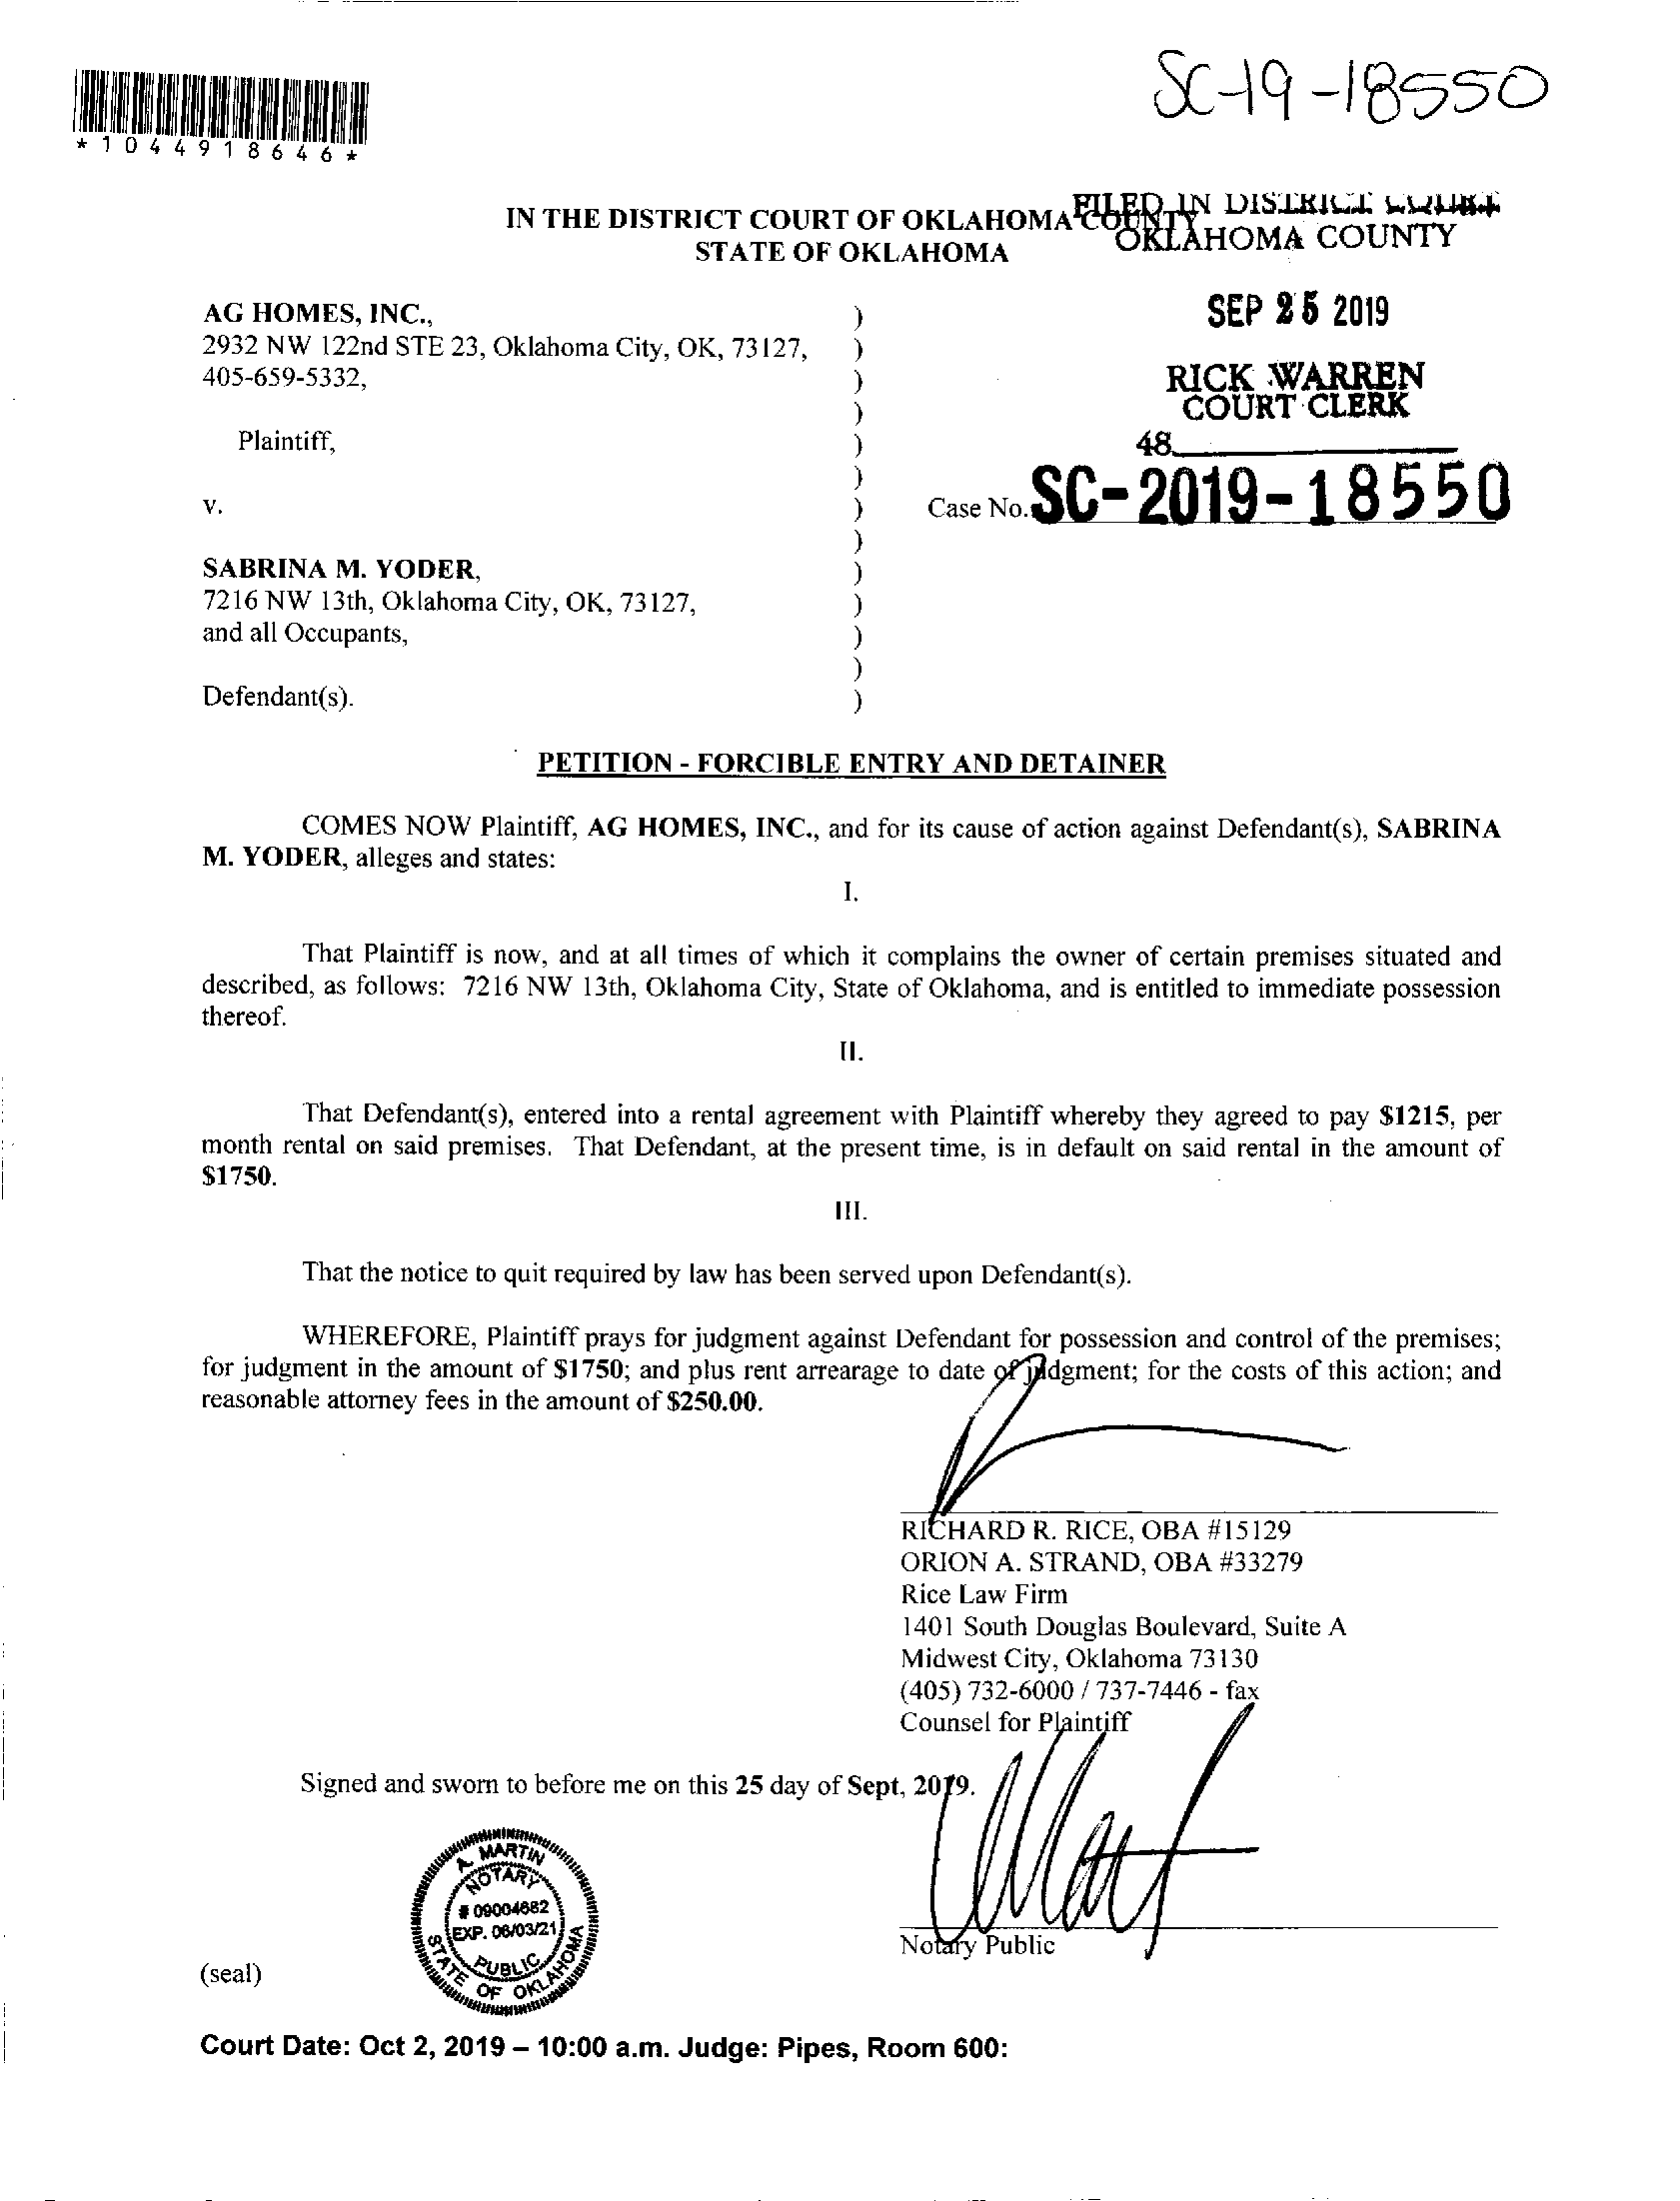 SC-19-18550
*1044918646*
IN THE DISTRICT COURT OF OKLAHOMA COUNTY
STATE OF OKLAHOMA
FILED IN DISTRICT COURT
OKLAHOMA COUNTY
SEP 25 2019
RICK WARREN
COURT CLERK
48
AG HOMES, INC.,
2932 NW 122nd STE 23, Oklahoma City, OK, 73127,
405-659-5332,
Plaintiff,
v.
Case No. SC-2019-18550
SABRINA M. YODER,
7216 NW 13th, Oklahoma City, OK, 73127,
and all Occupants,
Defendant(s).
PETITION - FORCIBLE ENTRY AND DETAINER
COMES NOW Plaintiff, AG HOMES, INC., and for its cause of action against Defendant(s), SABRINA
M. YODER, alleges and states:
I.
That Plaintiff is now, and at all times of which it complains the owner of certain premises situated and
described, as follows: 7216 NW 13th, Oklahoma City, State of Oklahoma, and is entitled to immediate possession
thereof.
II.
That Defendant(s), entered into a rental agreement with Plaintiff whereby they agreed to pay $1215, per
month rental on said premises. That Defendant, at the present time, is in default on said rental in the amount of
$1750.
III.
That the notice to quit required by law has been served upon Defendant(s).
WHEREFORE, Plaintiff prays for judgment against Defendant for possession and control of the premises;
for judgment in the amount of $1750; and plus rent arrearage to date of judgment; for the costs of this action; and
reasonable attorney fees in the amount of $250.00.
RICHARD R. RICE, OBA #15129
ORION A. STRAND, OBA #33279
Rice Law Firm
1401 South Douglas Boulevard, Suite A
Midwest City, Oklahoma 73130
(405) 732-6000 / 737-7446 - fax
Counsel for Plaintiff
Signed and sworn to before me on this 25 day of Sept, 2019.
A. MARTIN
NOTARY
# 09004682
EXP. 06/03/21
PUBLIC
STATE OF OKLAHOMA
Notary Public
(seal)
Court Date: Oct 2, 2019 – 10:00 a.m. Judge: Pipes, Room 600: